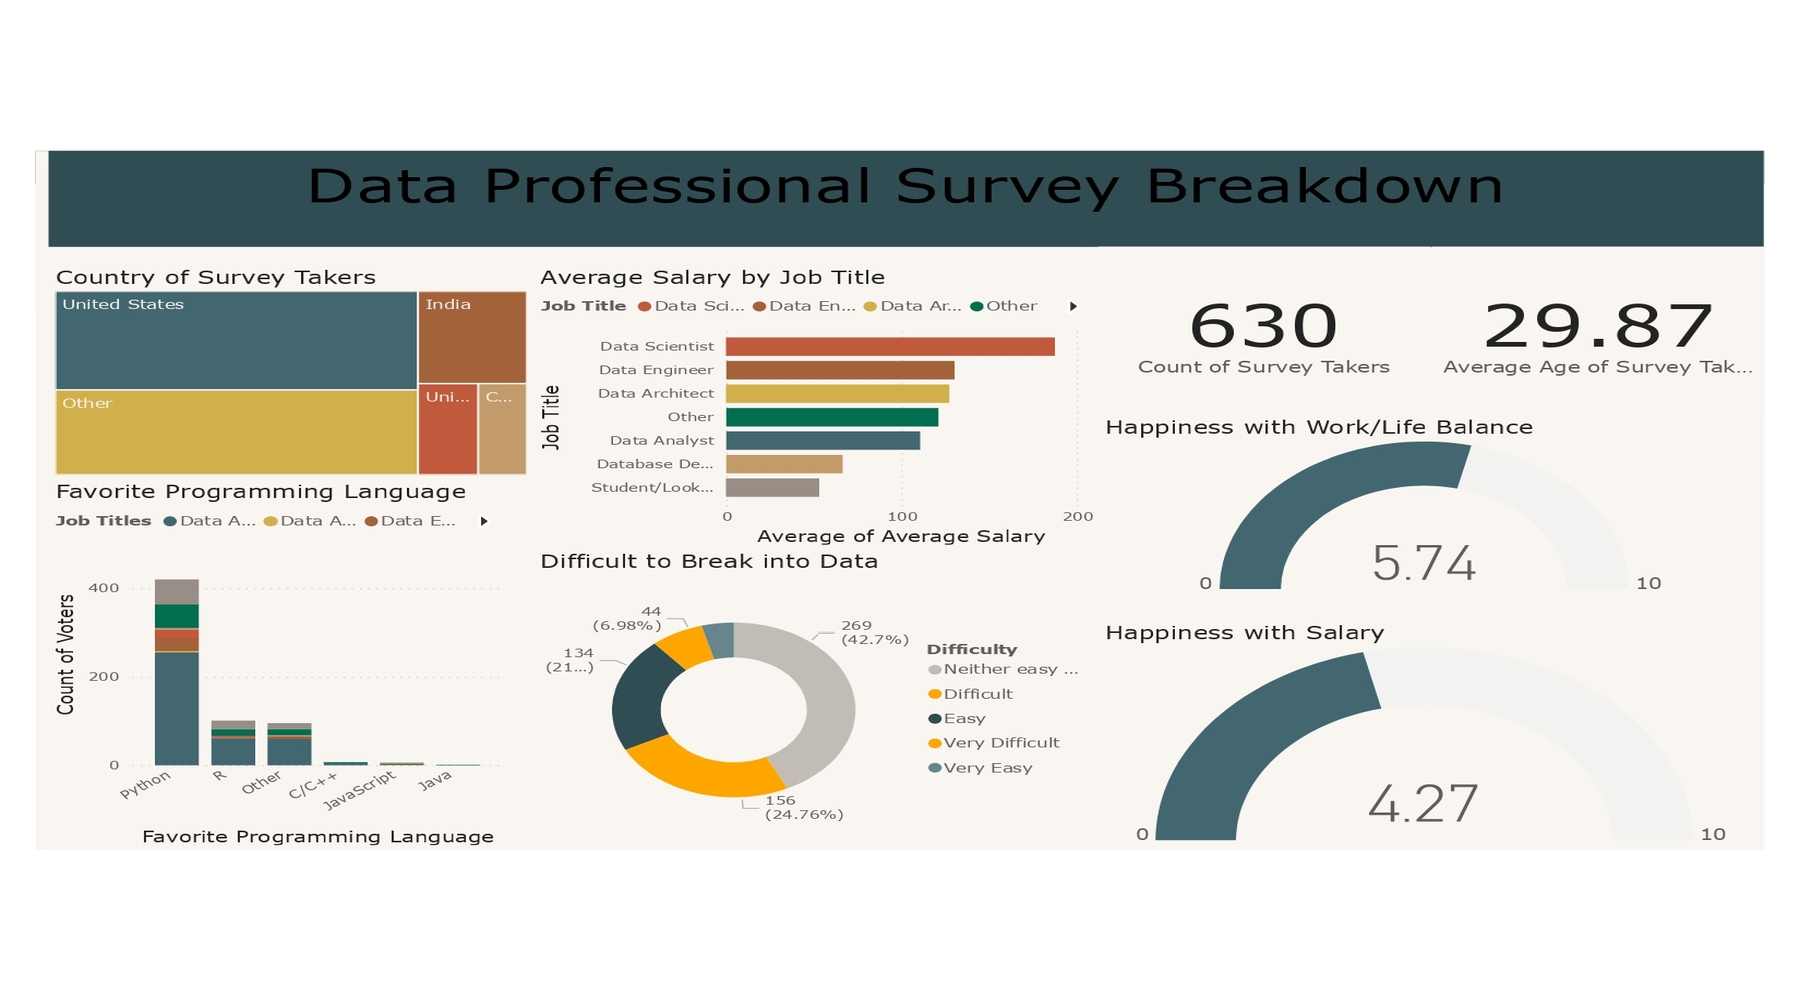 Data Professional Survey Breakdown
Country of Survey Takers
United States
India
Other
Uni...
C...
Favorite Programming Language
Job Titles Data A... Data A... Data E...
Count of Voters
400
200
0
Python
R
Other
C/C++
JavaScript
Java
Favorite Programming Language
Average Salary by Job Title
Job Title Data Sci... Data En... Data Ar... Other
Job Title
Data Scientist
Data Engineer
Data Architect
Other
Data Analyst
Database De...
Student/Look...
0 100 200
Average of Average Salary
Difficult to Break into Data
44
(6.98%)
269
(42.7%)
134
(21...)
156
(24.76%)
Difficulty
Neither easy ...
Difficult
Easy
Very Difficult
Very Easy
630
Count of Survey Takers
29.87
Average Age of Survey Tak...
Happiness with Work/Life Balance
5.74
0 10
Happiness with Salary
4.27
0 10